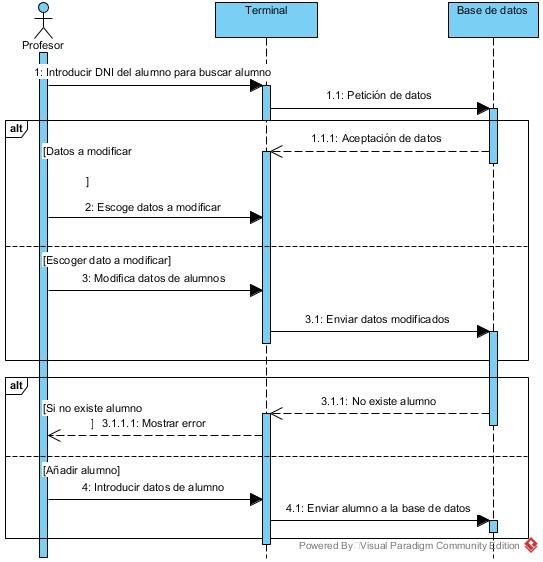 Profesor
Terminal
Base de datos
1: Introducir DNI del alumno para buscar alumno
1.1: Petición de datos
alt
1.1.1: Aceptación de datos
[Datos a modificar
]
2: Escoge datos a modificar
[Escoger dato a modificar]
3: Modifica datos de alumnos
3.1: Enviar datos modificados
alt
3.1.1: No existe alumno
[Si no existe alumno
] 3.1.1.1: Mostrar error
[Añadir alumno]
4: Introducir datos de alumno
4.1: Enviar alumno a la base de datos
Powered By Visual Paradigm Community Edition